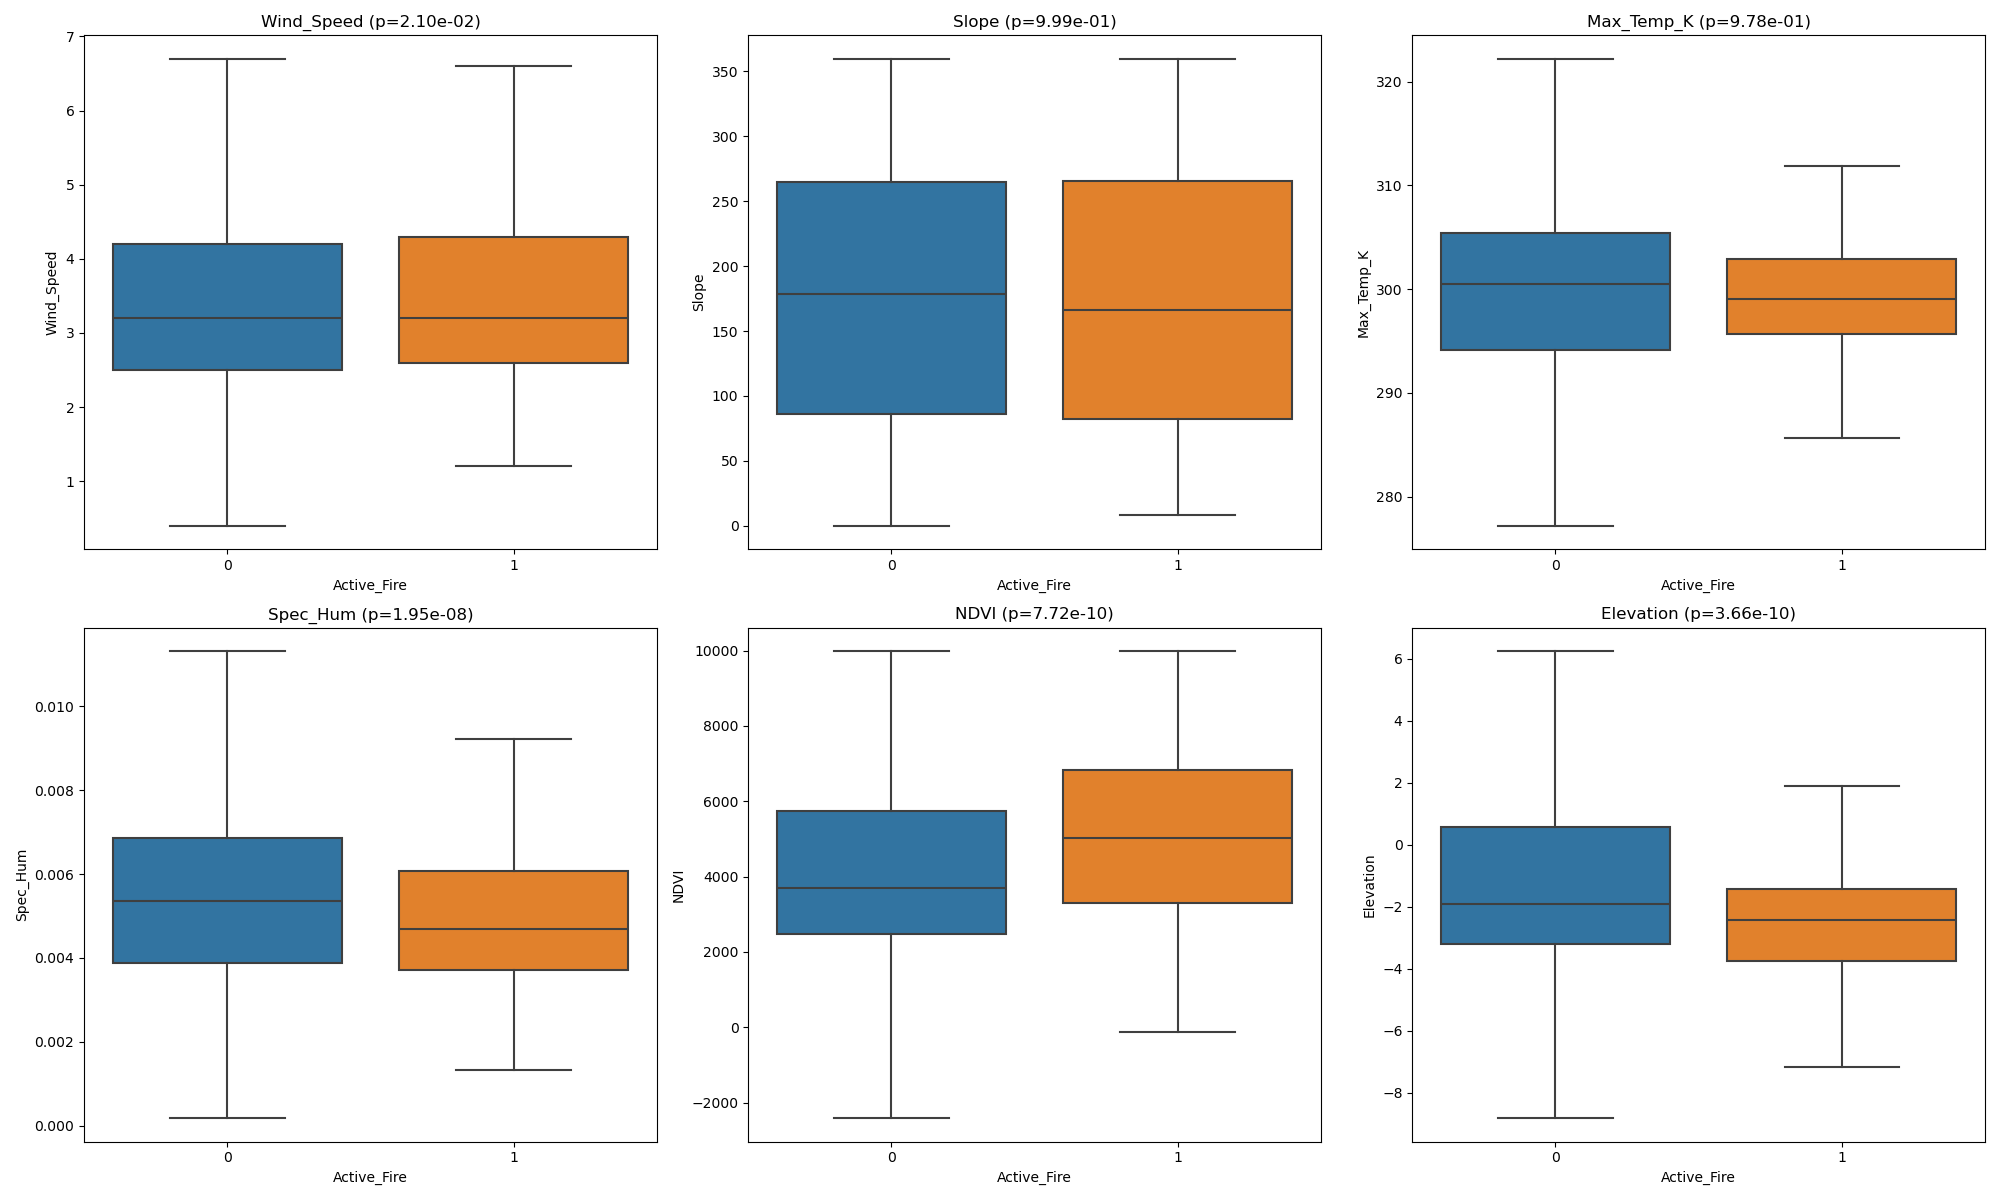 Wind_Speed (p=2.10e-02)
7
6
5
4
3
2
1
Wind_Speed
0
1
Active_Fire
Slope (p=9.99e-01)
350
300
250
200
150
100
50
0
Slope
0
1
Active_Fire
Max_Temp_K (p=9.78e-01)
320
310
300
290
280
Max_Temp_K
0
1
Active_Fire
Spec_Hum (p=1.95e-08)
0.010
0.008
0.006
0.004
0.002
0.000
Spec_Hum
0
1
Active_Fire
NDVI (p=7.72e-10)
10000
8000
6000
4000
2000
0
−2000
NDVI
0
1
Active_Fire
Elevation (p=3.66e-10)
6
4
2
0
−2
−4
−6
−8
Elevation
0
1
Active_Fire